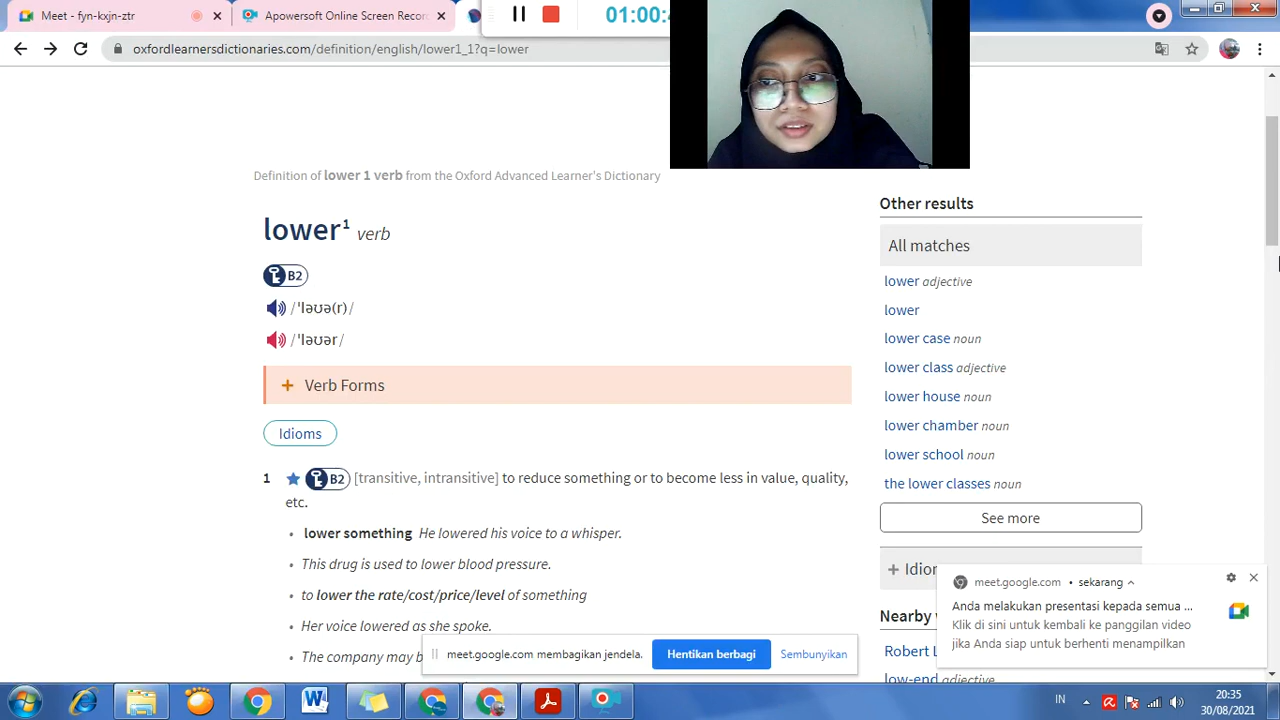 Meet - fyn-kxjn-ztr
Apowersoft Online Screen Recor
01:00:4
oxfordlearnersdictionaries.com/definition/english/lower1_1?q=lower
Definition of lower 1 verb from the Oxford Advanced Learner's Dictionary
lower1 verb
B2
/ˈləʊə(r)/
/ˈləʊər/
+ Verb Forms
Idioms
1 B2 [transitive, intransitive] to reduce something or to become less in value, quality,
etc.
• lower something He lowered his voice to a whisper.
• This drug is used to lower blood pressure.
• to lower the rate/cost/price/level of something
• Her voice lowered as she spoke.
• The company may b
Other results
All matches
lower adjective
lower
lower case noun
lower class adjective
lower house noun
lower chamber noun
lower school noun
the lower classes noun
See more
+ Idio
Nearby
Robert L
low-end adjective
meet.google.com • sekarang
Anda melakukan presentasi kepada semua ...
Klik di sini untuk kembali ke panggilan video
jika Anda siap untuk berhenti menampilkan
meet.google.com membagikan jendela.
Hentikan berbagi
Sembunyikan
IN
20:35
30/08/2021